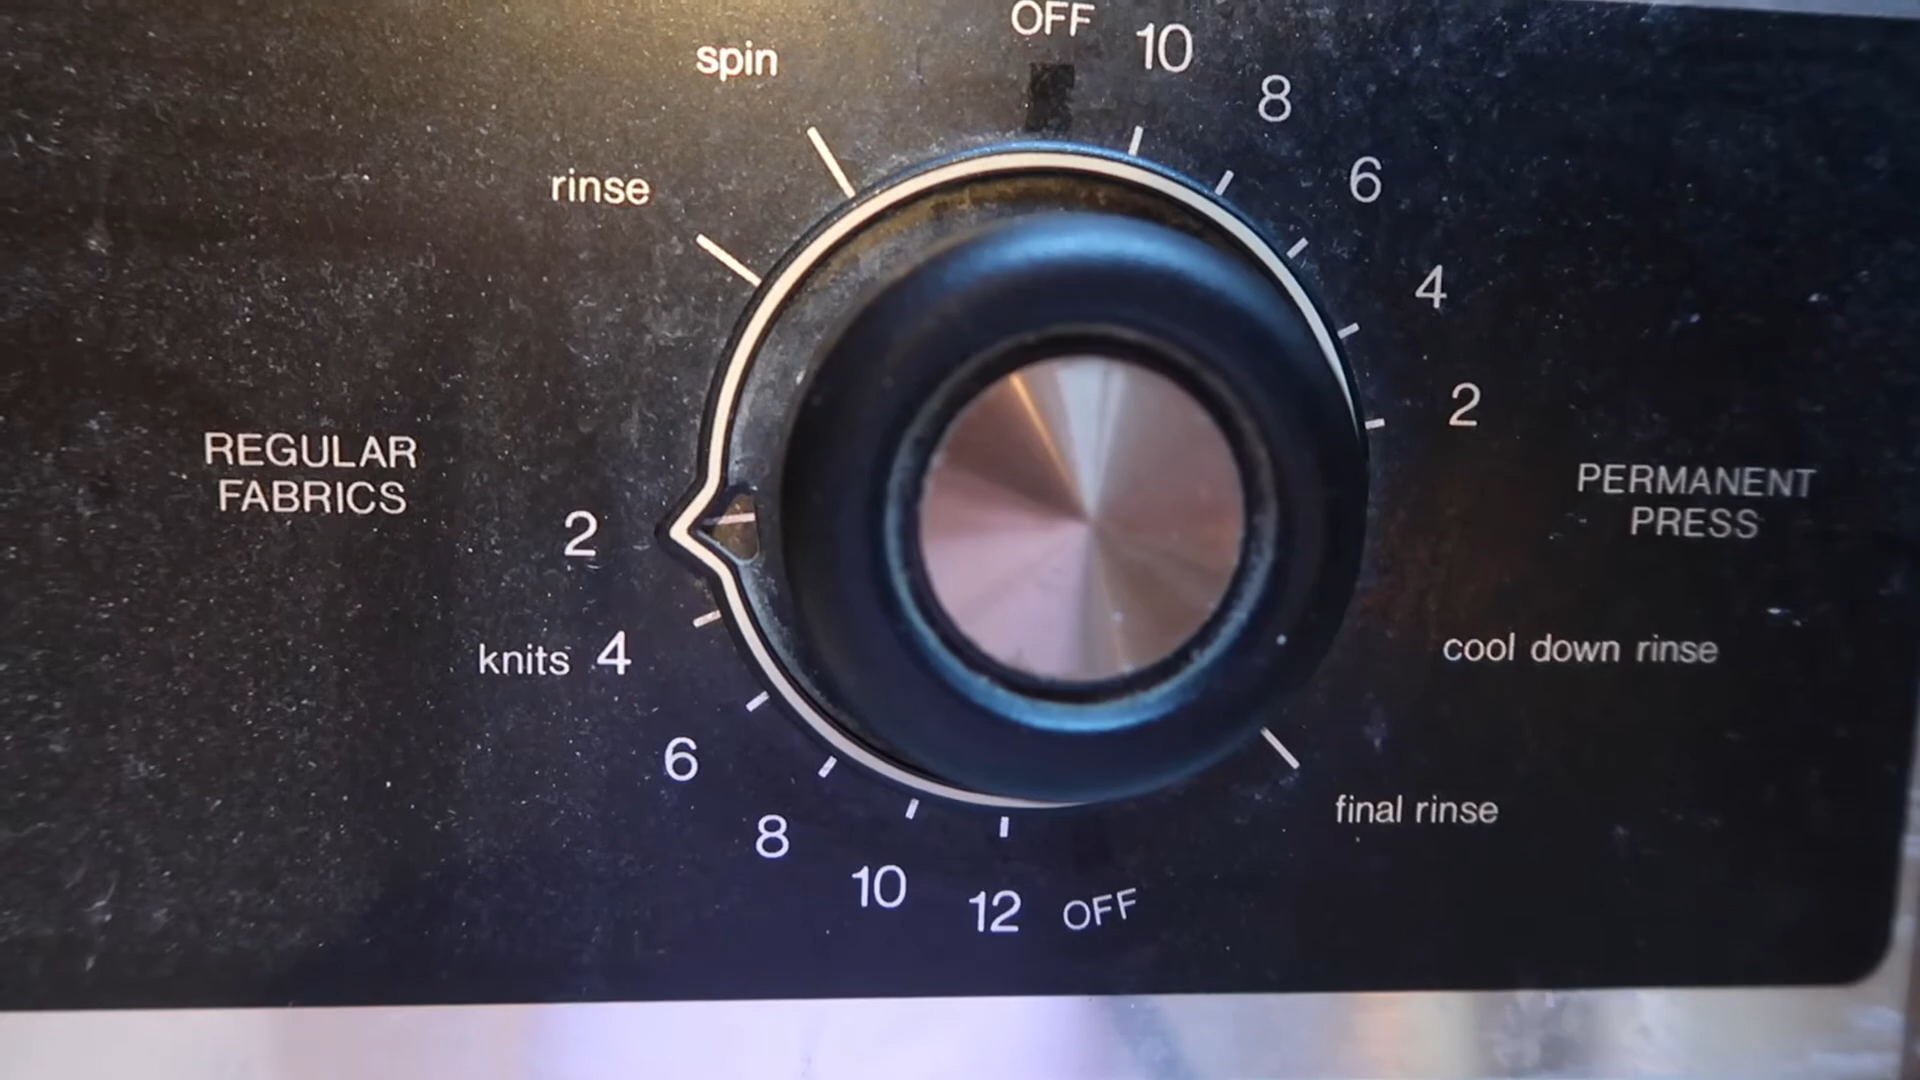 OFF
spin
10
8
rinse
6
4
2
REGULAR
FABRICS
PERMANENT
PRESS
2
knits 4
cool down rinse
6
final rinse
8
10
12
OFF